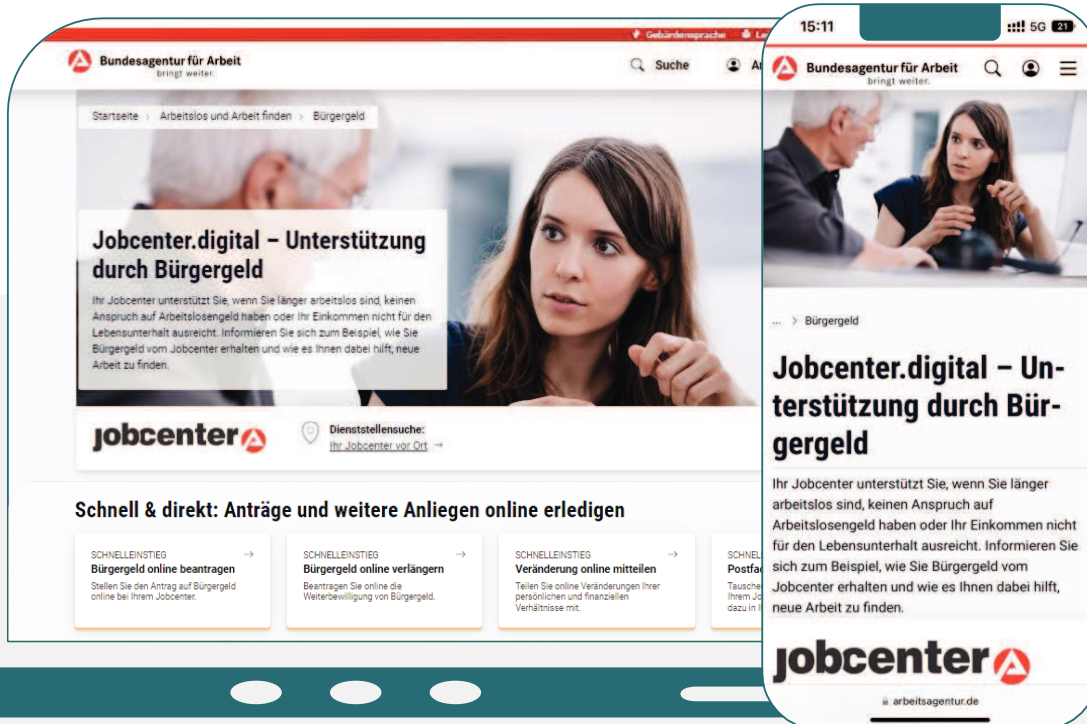 Gebärdensprache
Bundesagentur für Arbeit
bringt weiter.
Suche
Startseite > Arbeitslos und Arbeit finden > Bürgergeld
Jobcenter.digital – Unterstützung
durch Bürgergeld
Ihr Jobcenter unterstützt Sie, wenn Sie länger arbeitslos sind, keinen
Anspruch auf Arbeitslosengeld haben oder Ihr Einkommen nicht für den
Lebensunterhalt ausreicht. Informieren Sie sich zum Beispiel, wie Sie
Bürgergeld vom Jobcenter erhalten und wie es Ihnen dabei hilft, neue
Arbeit zu finden.
jobcenter
Dienststellensuche:
Ihr Jobcenter vor Ort →
Schnell & direkt: Anträge und weitere Anliegen online erledigen
SCHNELLEINSTIEG →
Bürgergeld online beantragen
Stellen Sie den Antrag auf Bürgergeld
online bei Ihrem Jobcenter.
SCHNELLEINSTIEG →
Bürgergeld online verlängern
Beantragen Sie online die
Weiterbewilligung von Bürgergeld.
SCHNELLEINSTIEG →
Veränderung online mitteilen
Teilen Sie online Veränderungen Ihrer
persönlichen und finanziellen
Verhältnisse mit.
SCHNEL
Postfac
Tausche
Ihrem Jo
dazu in I
15:11 5G 21
Bundesagentur für Arbeit
bringt weiter.
... > Bürgergeld
Jobcenter.digital – Un-
terstützung durch Bür-
gergeld
Ihr Jobcenter unterstützt Sie, wenn Sie länger
arbeitslos sind, keinen Anspruch auf
Arbeitslosengeld haben oder Ihr Einkommen nicht
für den Lebensunterhalt ausreicht. Informieren Sie
sich zum Beispiel, wie Sie Bürgergeld vom
Jobcenter erhalten und wie es Ihnen dabei hilft,
neue Arbeit zu finden.
jobcenter
arbeitsagentur.de